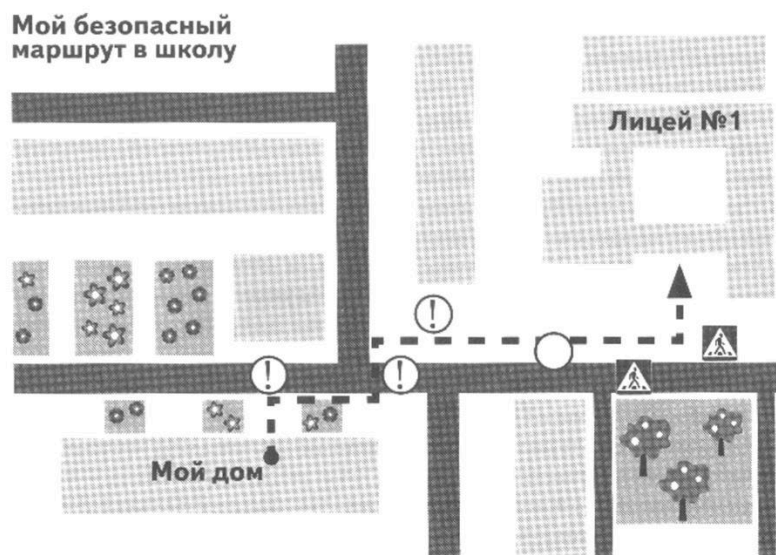 Мой безопасный
маршрут в школу
Лицей №1
!
!
!
Мой дом